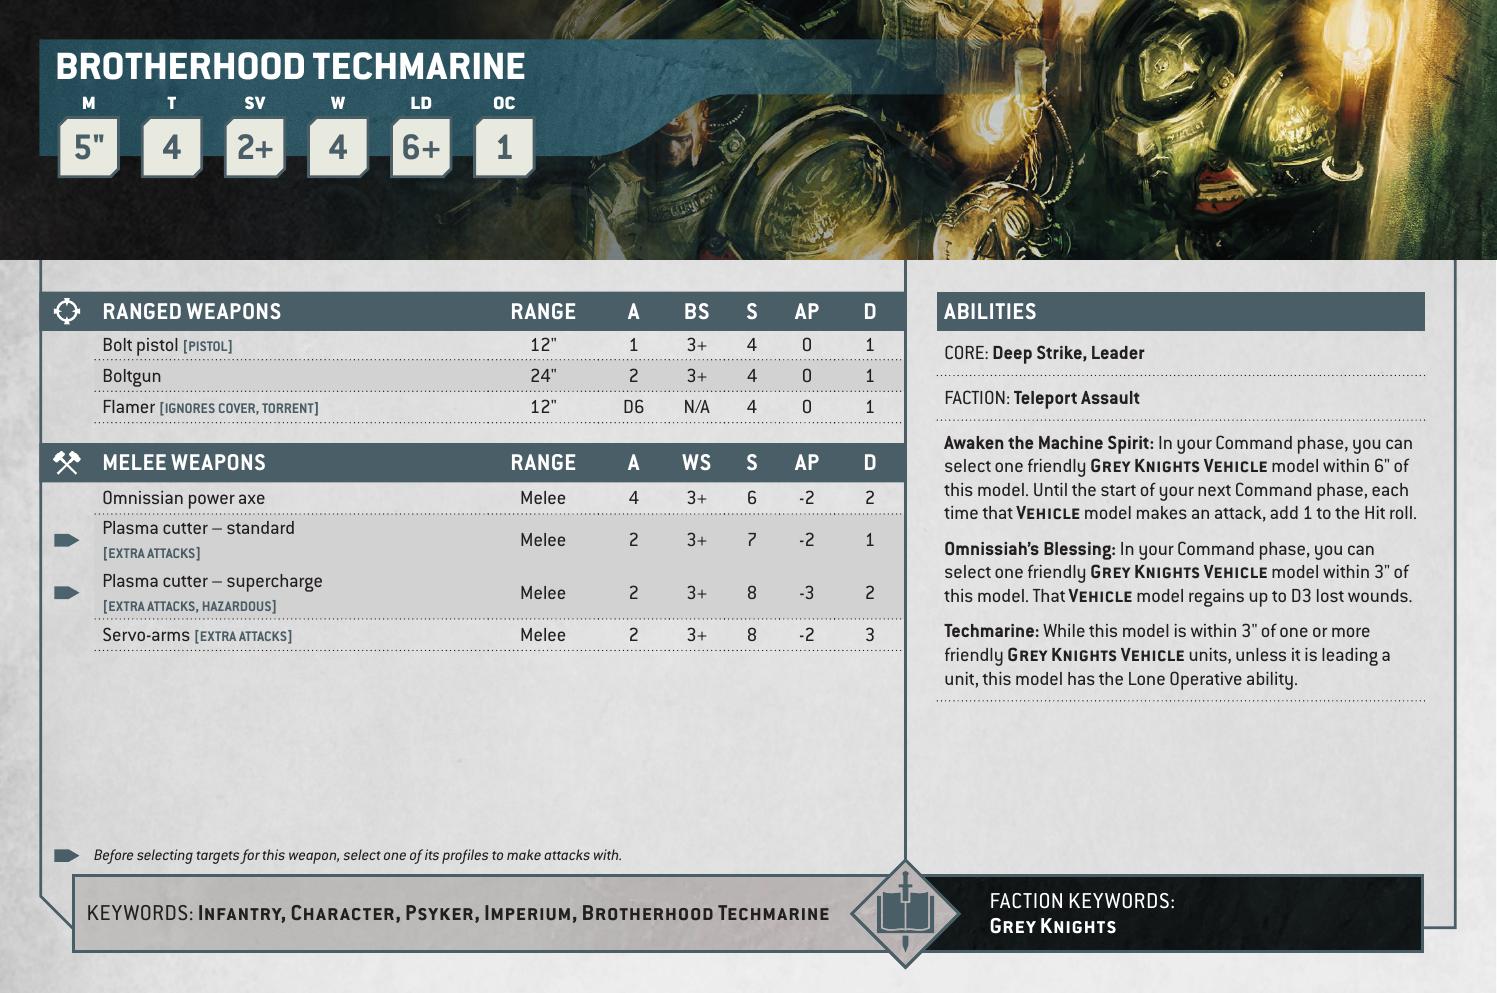 BROTHERHOOD TECHMARINE
M T SV W LD OC
5" 4 2+ 4 6+ 1
RANGED WEAPONS RANGE A BS S AP D
Bolt pistol [PISTOL] 12" 1 3+ 4 0 1
Boltgun 24" 2 3+ 4 0 1
Flamer [IGNORES COVER, TORRENT] 12" D6 N/A 4 0 1
MELEE WEAPONS RANGE A WS S AP D
Omnissian power axe Melee 4 3+ 6 -2 2
Plasma cutter – standard
[EXTRA ATTACKS] Melee 2 3+ 7 -2 1
Plasma cutter – supercharge
[EXTRA ATTACKS, HAZARDOUS] Melee 2 3+ 8 -3 2
Servo-arms [EXTRA ATTACKS] Melee 2 3+ 8 -2 3
Before selecting targets for this weapon, select one of its profiles to make attacks with.
ABILITIES
CORE: Deep Strike, Leader
FACTION: Teleport Assault
Awaken the Machine Spirit: In your Command phase, you can
select one friendly GREY KNIGHTS VEHICLE model within 6" of
this model. Until the start of your next Command phase, each
time that VEHICLE model makes an attack, add 1 to the Hit roll.
Omnissiah's Blessing: In your Command phase, you can
select one friendly GREY KNIGHTS VEHICLE model within 3" of
this model. That VEHICLE model regains up to D3 lost wounds.
Techmarine: While this model is within 3" of one or more
friendly GREY KNIGHTS VEHICLE units, unless it is leading a
unit, this model has the Lone Operative ability.
KEYWORDS: INFANTRY, CHARACTER, PSYKER, IMPERIUM, BROTHERHOOD TECHMARINE
FACTION KEYWORDS:
GREY KNIGHTS